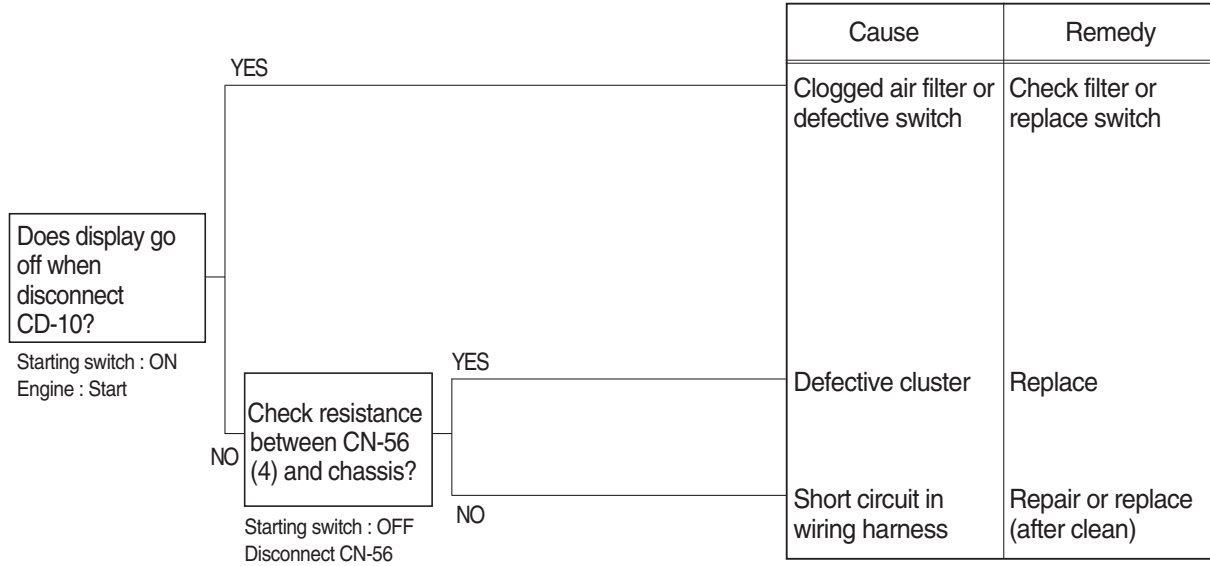 Cause
Remedy
YES
Clogged air filter or
defective switch
Check filter or
replace switch
Does display go
off when
disconnect
CD-10?
Starting switch : ON
Engine : Start
YES
Defective cluster
Replace
NO
Check resistance
between CN-56
(4) and chassis?
Starting switch : OFF
Disconnect CN-56
NO
Short circuit in
wiring harness
Repair or replace
(after clean)